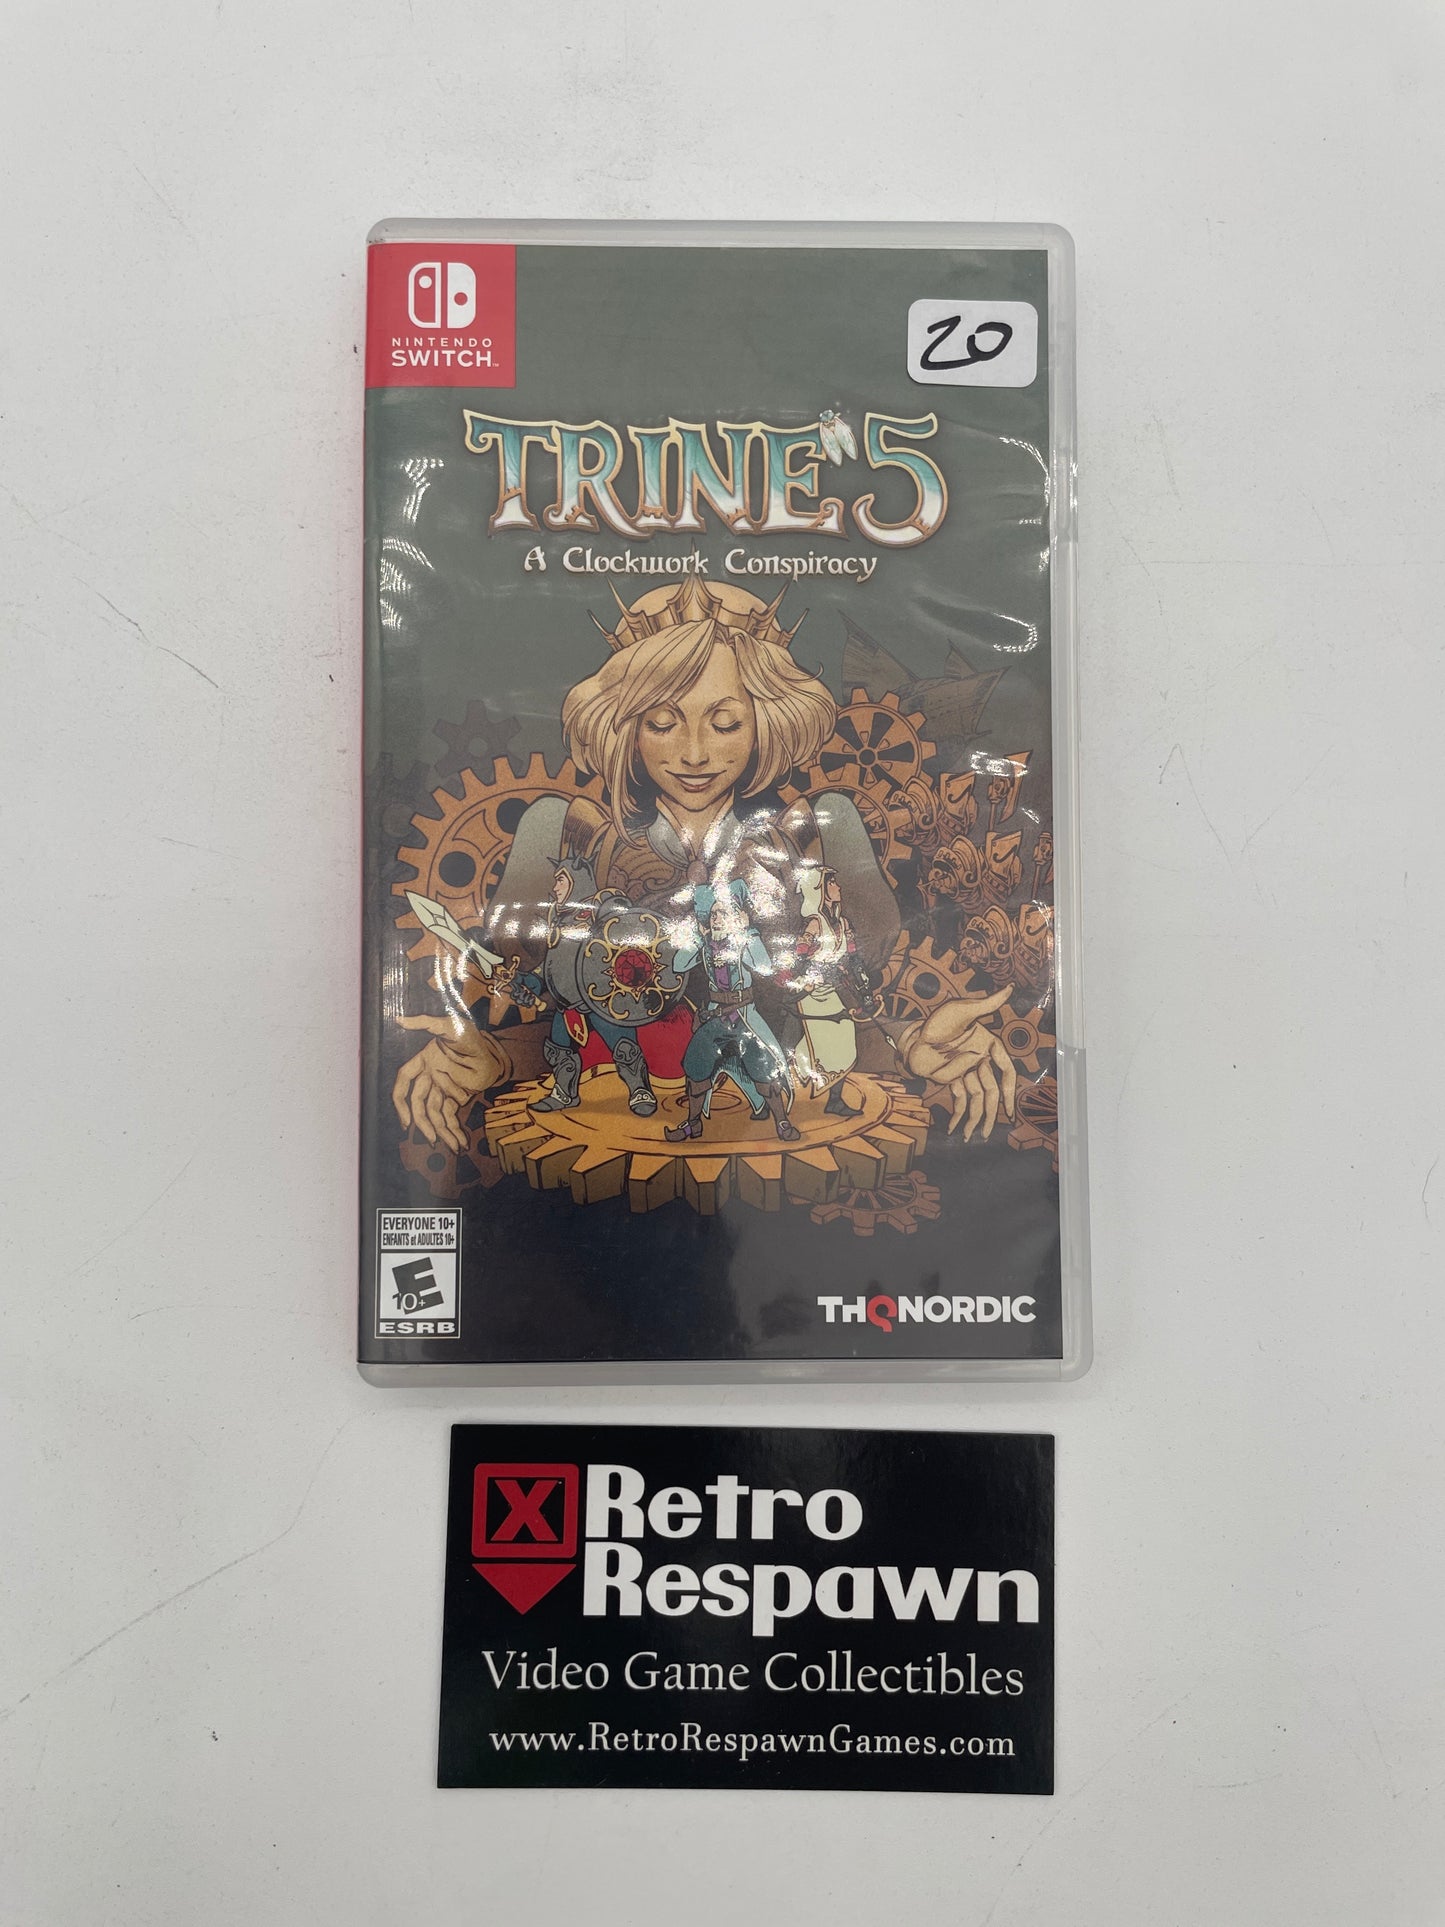 NINTENDO
SWITCH™
20
TRINE 5
A Clockwork Conspiracy
EVERYONE 10+
ENFANTS et ADULTES 10+
E
10+
ESRB
THQNORDIC
X
Retro
Respawn
Video Game Collectibles
www.RetroRespawnGames.com